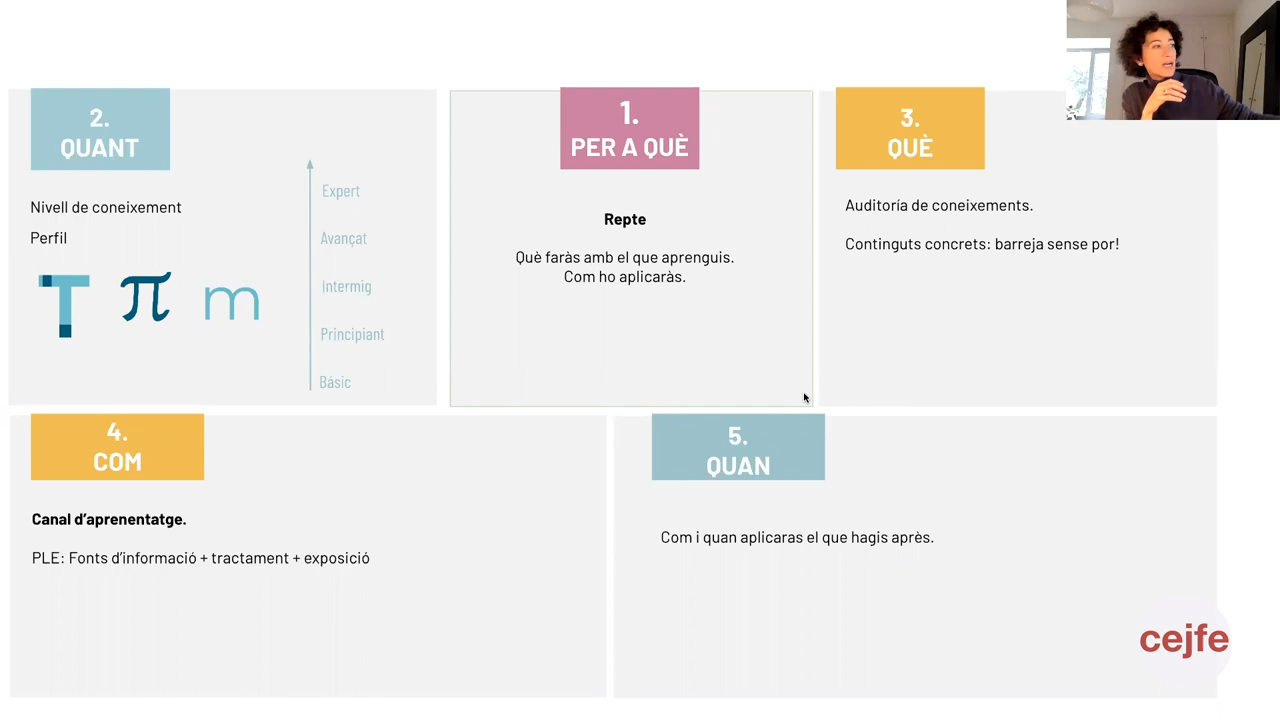 2.
QUANT
Nivell de coneixement
Perfil
T π m
Expert
Avançat
Intermig
Principiant
Bàsic
1.
PER A QUÈ
Repte
Què faràs amb el que aprenguis.
Com ho aplicaràs.
3.
QUÈ
Auditoría de coneixements.
Continguts concrets: barreja sense por!
4.
COM
Canal d’aprenentatge.
PLE: Fonts d’informació + tractament + exposició
5.
QUAN
Com i quan aplicaras el que hagis après.
cejfe